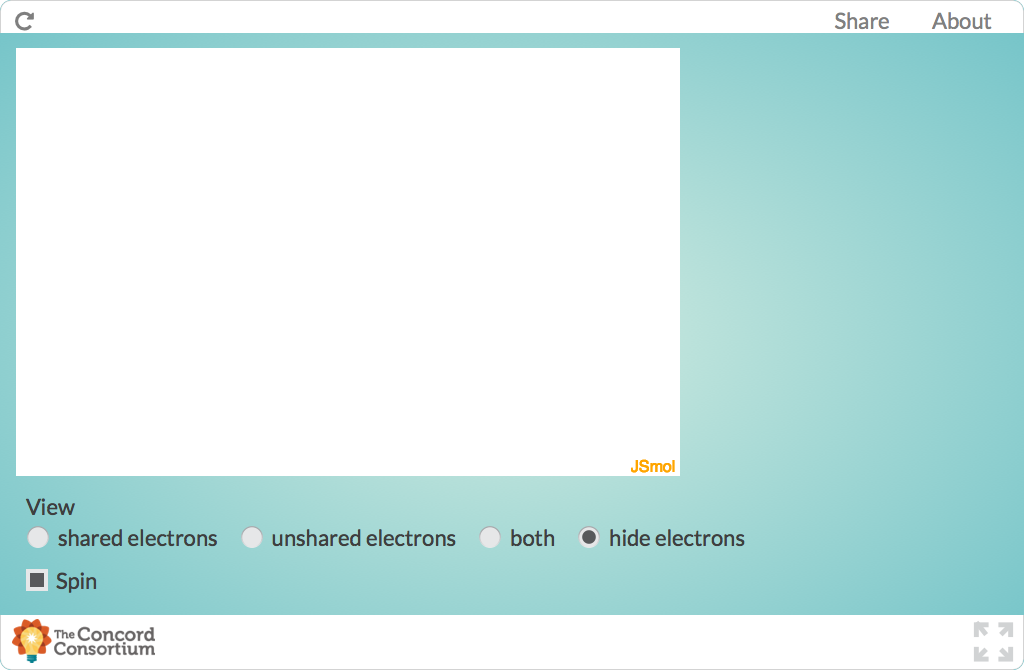 Share About
JSmol
View
shared electrons unshared electrons both hide electrons
Spin
The Concord
Consortium